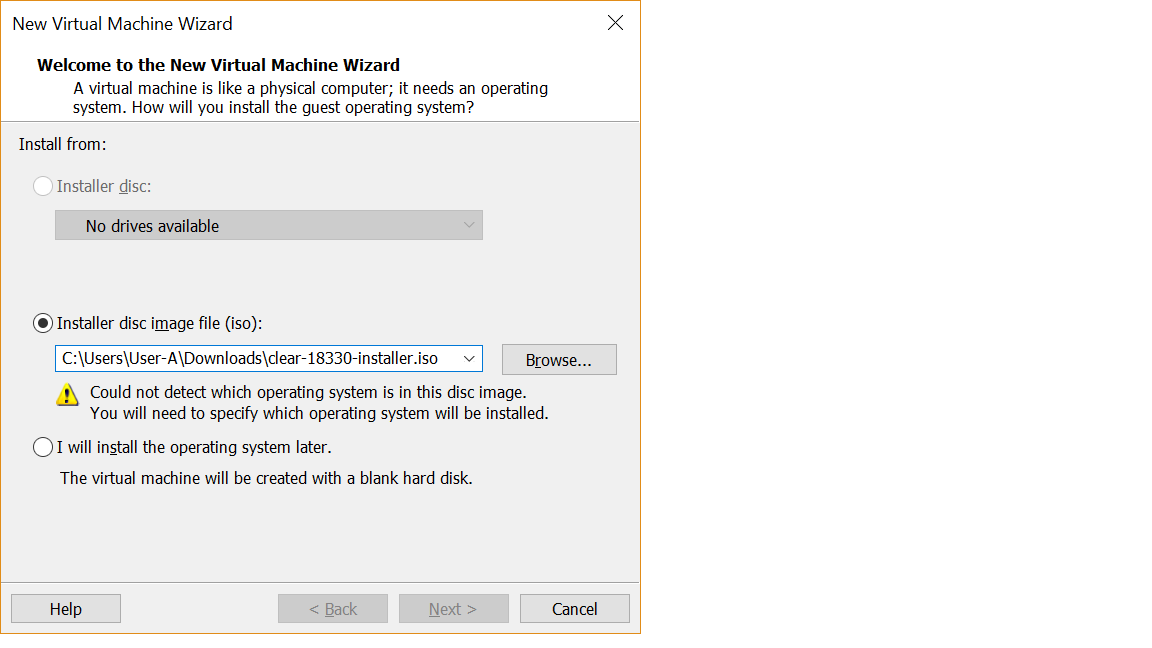 New Virtual Machine Wizard
Welcome to the New Virtual Machine Wizard
A virtual machine is like a physical computer; it needs an operating
system. How will you install the guest operating system?
Install from:
Installer disc:
No drives available
Installer disc image file (iso):
C:\Users\User-A\Downloads\clear-18330-installer.iso
Browse...
Could not detect which operating system is in this disc image.
You will need to specify which operating system will be installed.
I will install the operating system later.
The virtual machine will be created with a blank hard disk.
Help
< Back
Next >
Cancel